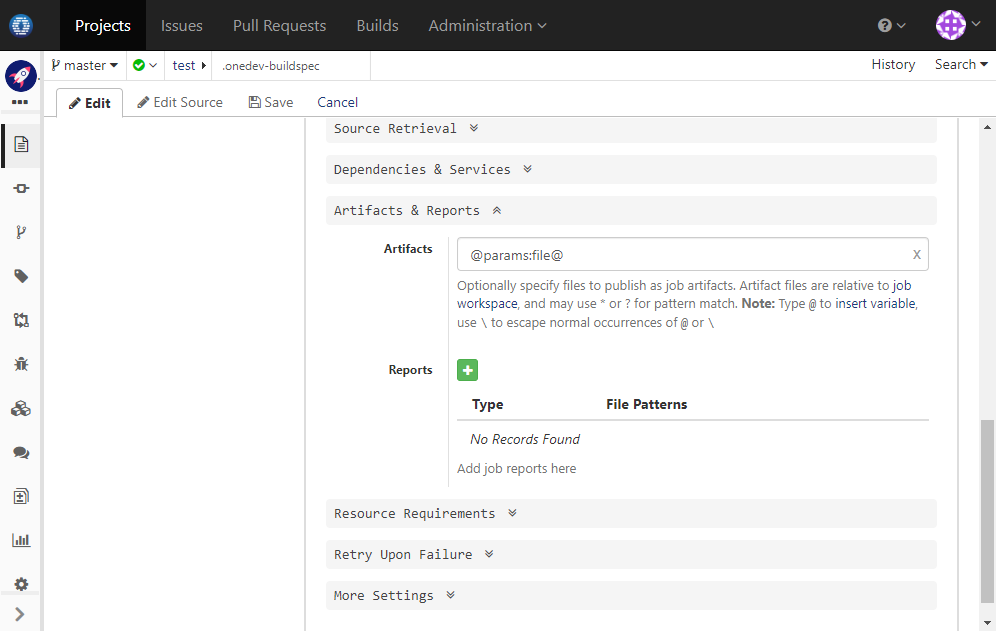 Projects Issues Pull Requests Builds Administration
master test .onedev-buildspec History Search
Edit Edit Source Save Cancel
Source Retrieval
Dependencies & Services
Artifacts & Reports
Artifacts @params:file@ X
Optionally specify files to publish as job artifacts. Artifact files are relative to job
workspace, and may use * or ? for pattern match. Note: Type @ to insert variable,
use \ to escape normal occurrences of @ or \
Reports
Type File Patterns
No Records Found
Add job reports here
Resource Requirements
Retry Upon Failure
More Settings